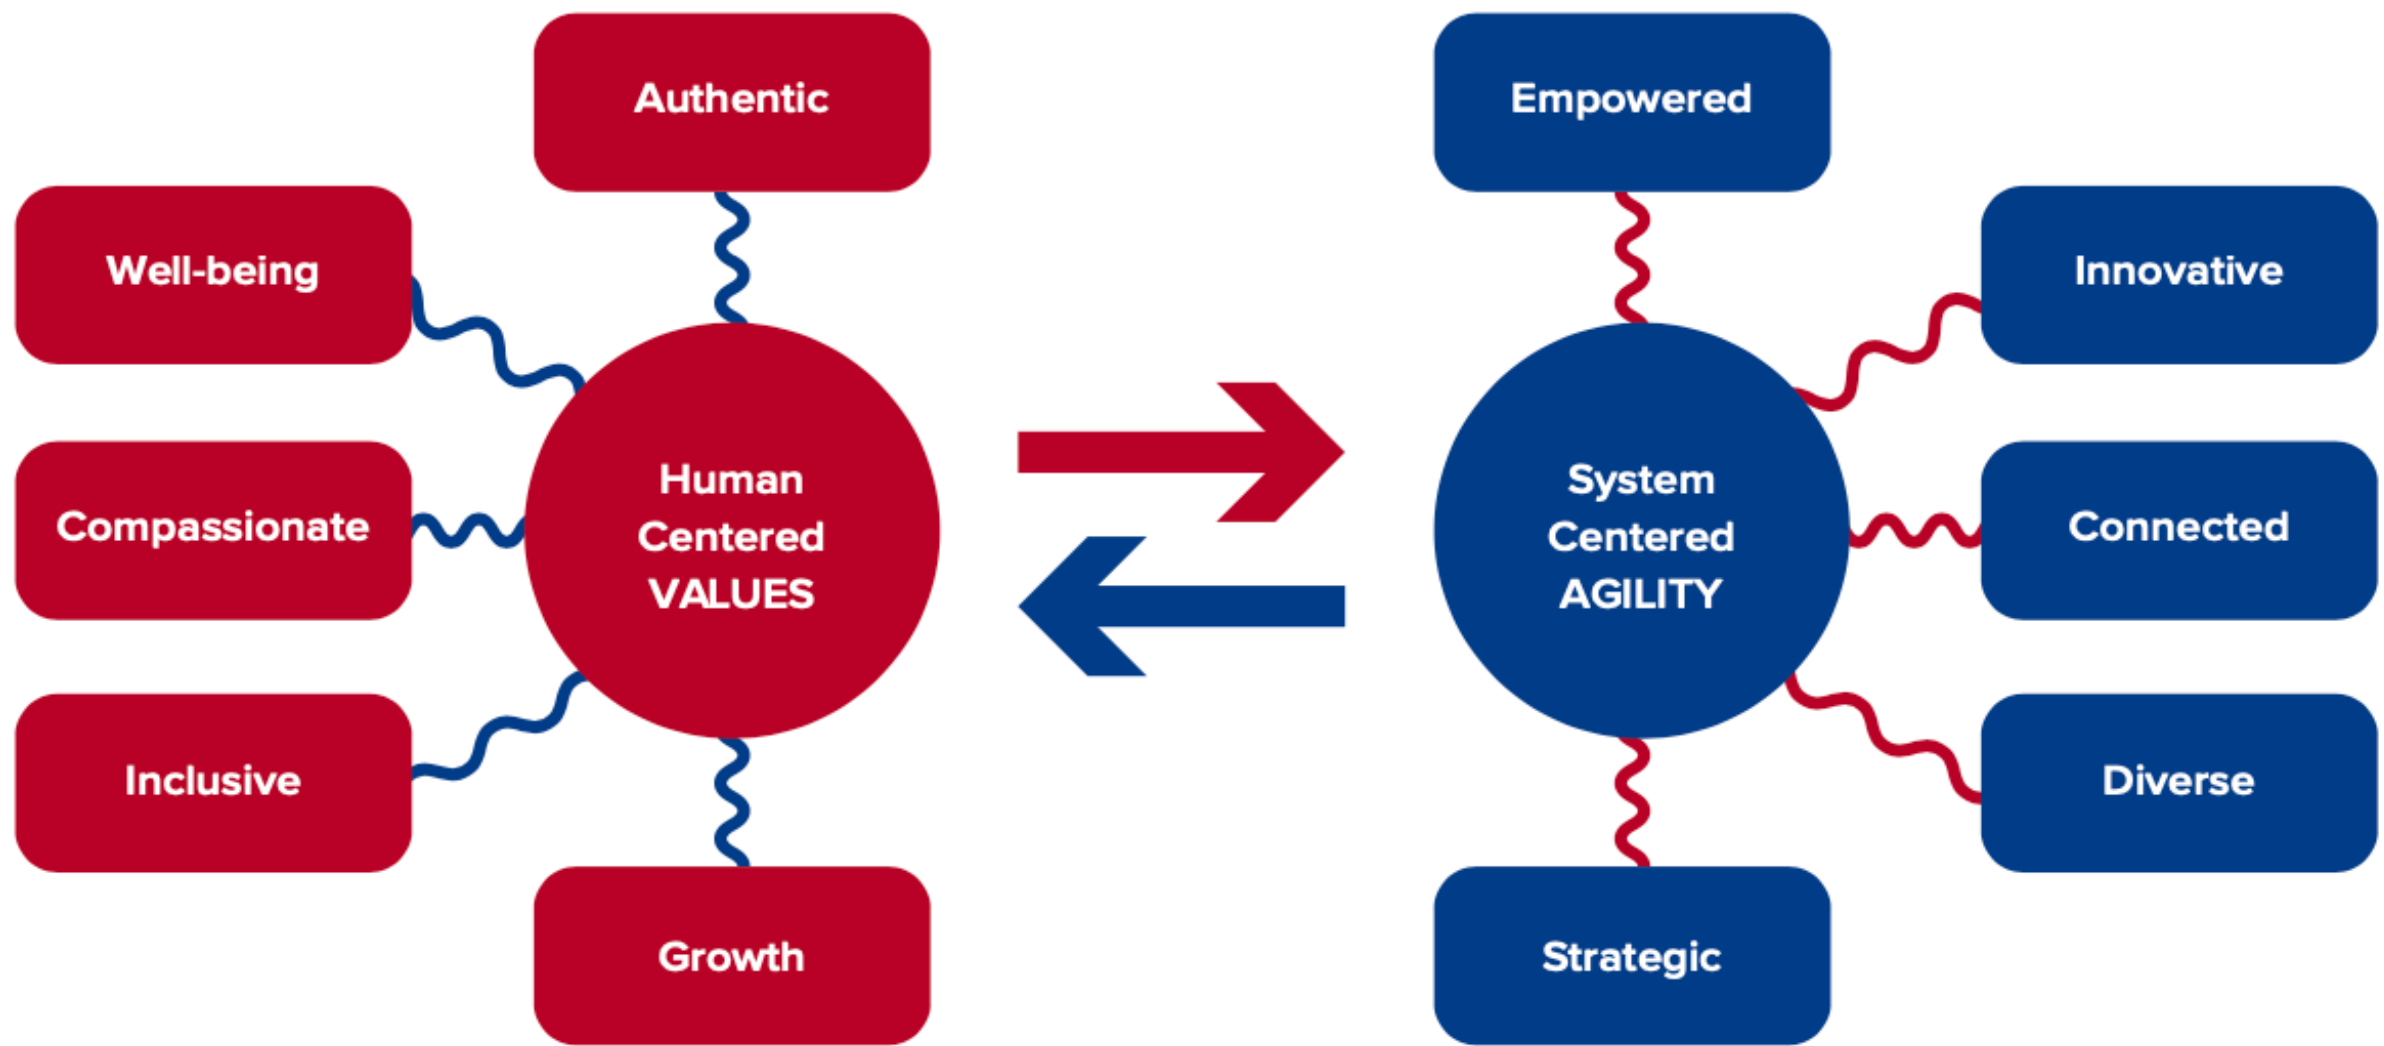 Authentic
Well-being
Compassionate
Inclusive
Growth
Human
Centered
VALUES
Empowered
Innovative
Connected
Diverse
Strategic
System
Centered
AGILITY